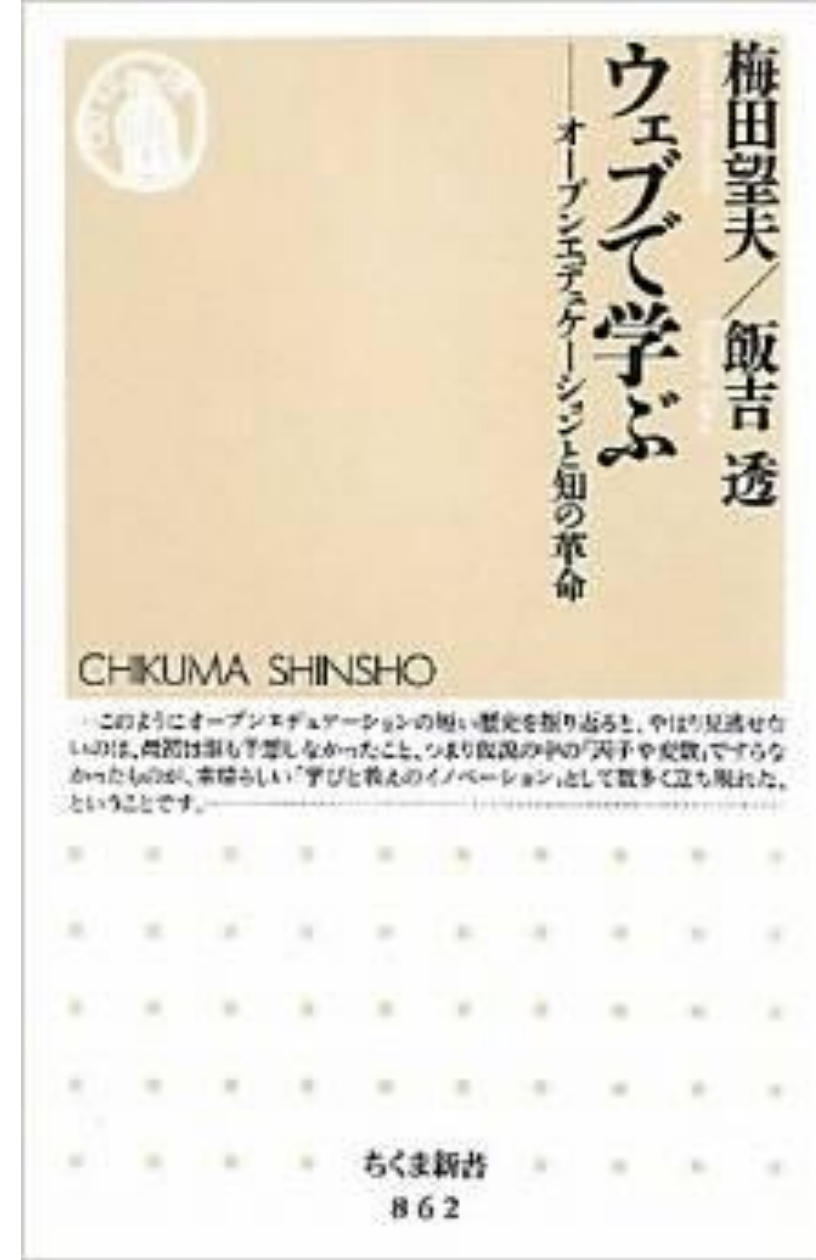 梅田望夫/飯吉 透
ウェブで学ぶ
――オープンエデュケーションと知の革命
CHIKUMA SHINSHO
…このようにオープンエデュケーションの短い歴史を振り返ると、やはり見逃せな
いのは、当初は誰も予想しなかったこと、つまり仮説の中の「因子や変数」ですらな
かったものが、素晴らしい「学びと教えのイノベーション」として数多く立ち現れた、
ということです。
ちくま新書
862